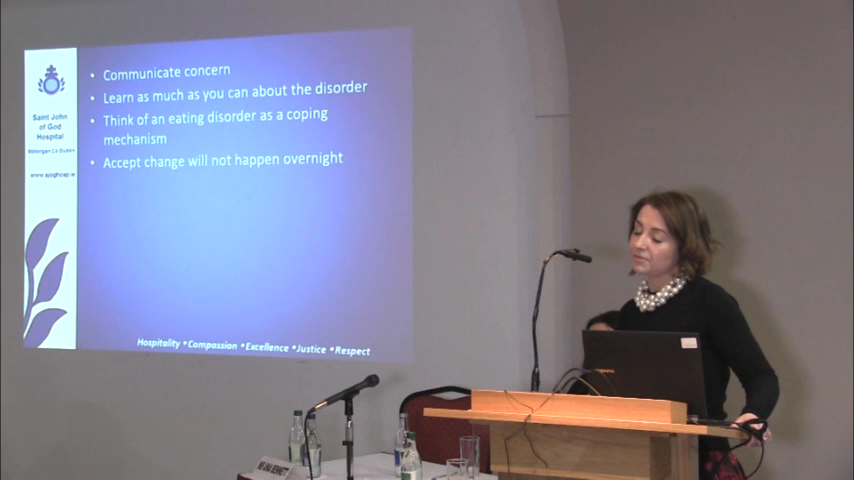 Saint John
of God
Hospital
www.sjoghosp.ie
• Communicate concern
• Learn as much as you can about the disorder
• Think of an eating disorder as a coping
mechanism
• Accept change will not happen overnight
Hospitality • Compassion • Excellence • Justice • Respect
BENNETT